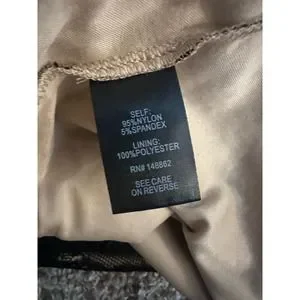 SELF:
95%NYLON
5%SPANDEX
LINING:
100%POLYESTER
RN# 148862
SEE CARE
ON REVERSE